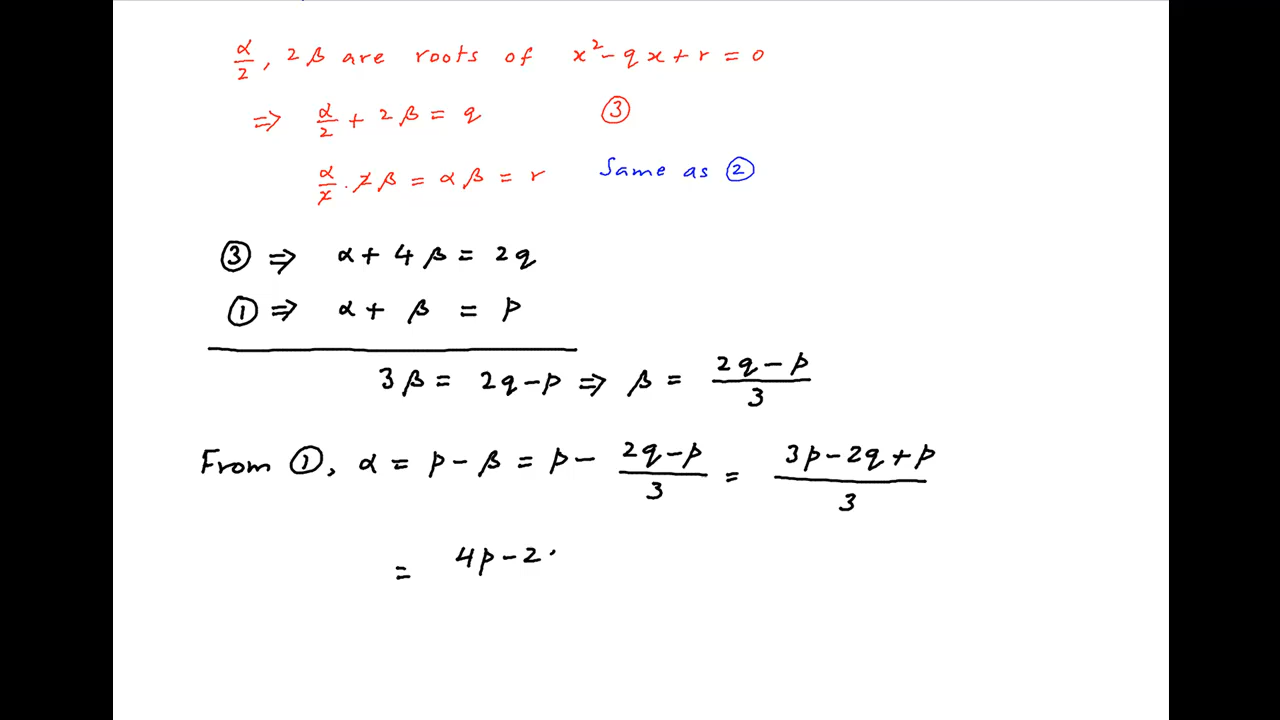 α/2, 2β are roots of x² - qx + r = 0
⇒ α/2 + 2β = q ③
α/2 · 2β = αβ = r Same as ②
③ ⇒ α + 4β = 2q
① ⇒ α + β = p
3β = 2q - p ⇒ β = (2q - p)/3
From ①, α = p - β = p - (2q - p)/3 = (3p - 2q + p)/3
= 4p - 2